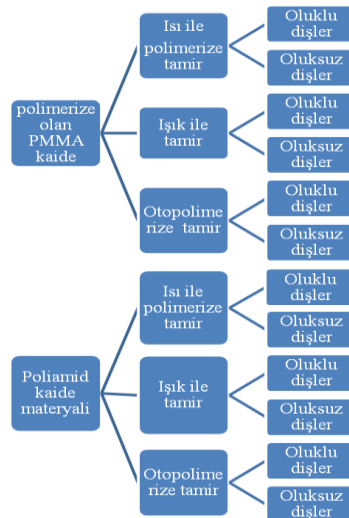 polimerize
olan
PMMA
kaide
Isı ile
polimerize
tamir
Oluklu
dişler
Oluksuz
dişler
Işık ile
tamir
Oluklu
dişler
Oluksuz
dişler
Otopolime
rize tamir
Oluklu
dişler
Oluksuz
dişler
Poliamid
kaide
materyali
Isı ile
polimerize
tamir
Oluklu
dişler
Oluksuz
dişler
Işık ile
tamir
Oluklu
dişler
Oluksuz
dişler
Otopolime
rize tamir
Oluklu
dişler
Oluksuz
dişler